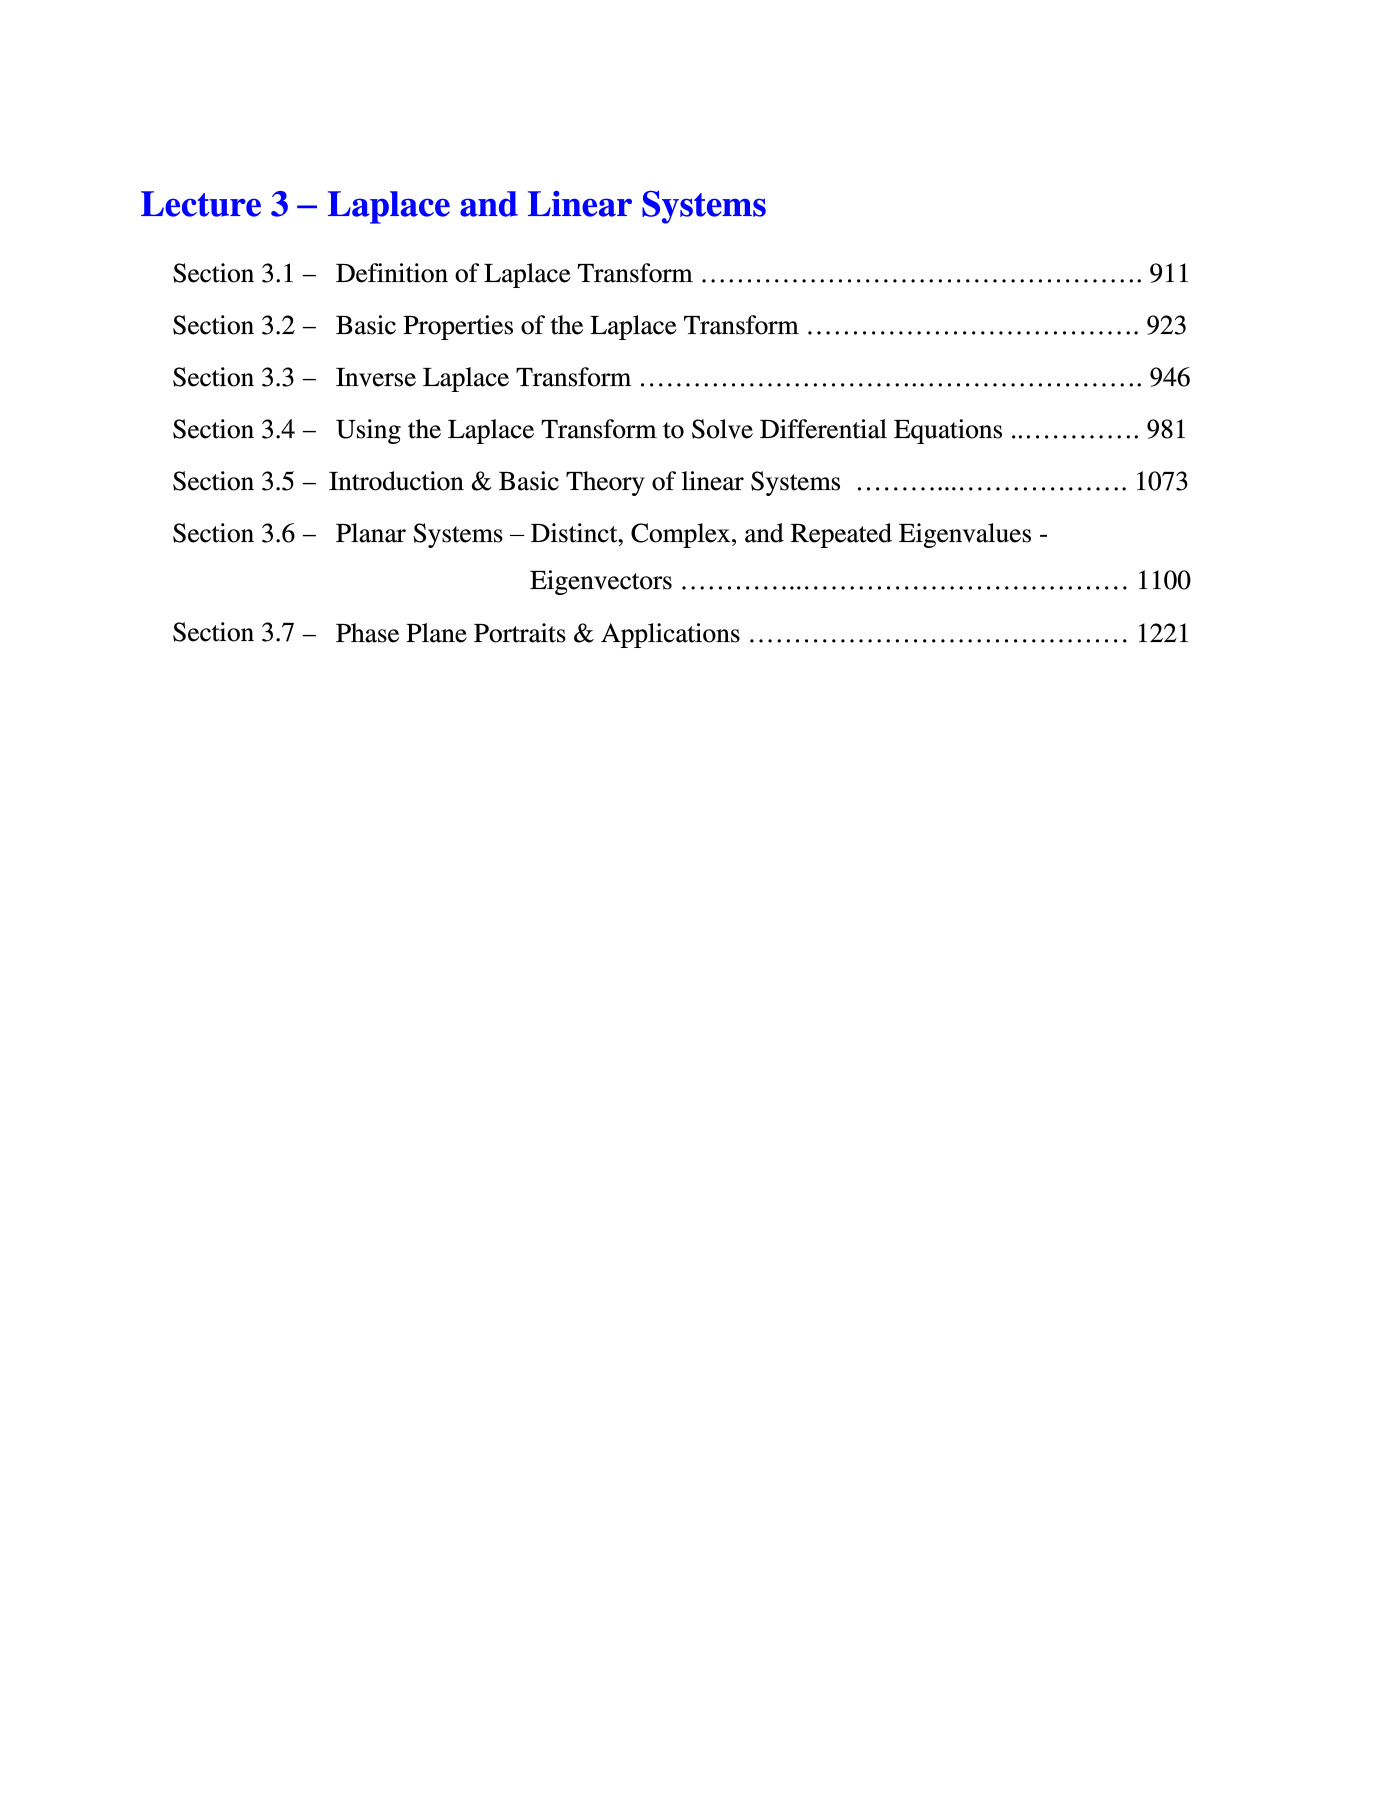 Lecture 3 – Laplace and Linear Systems
Section 3.1 – Definition of Laplace Transform …………………………………………. 911
Section 3.2 – Basic Properties of the Laplace Transform ………………………………. 923
Section 3.3 – Inverse Laplace Transform ………………………….……………………. 946
Section 3.4 – Using the Laplace Transform to Solve Differential Equations ..…………. 981
Section 3.5 – Introduction & Basic Theory of linear Systems ………...………………. 1073
Section 3.6 – Planar Systems – Distinct, Complex, and Repeated Eigenvalues -
Eigenvectors …………..……………………………… 1100
Section 3.7 – Phase Plane Portraits & Applications …………………………………… 1221